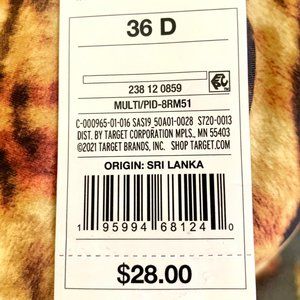 36 D
238 12 0859
MULTI/PID-8RM51
C-000965-01-016 SAS19_50A01-0028 S720-0013
DIST. BY TARGET CORPORATION MPLS., MN 55403
©2021 TARGET BRANDS, INC. SHOP TARGET.COM
ORIGIN: SRI LANKA
1 95994 68124 0
$28.00